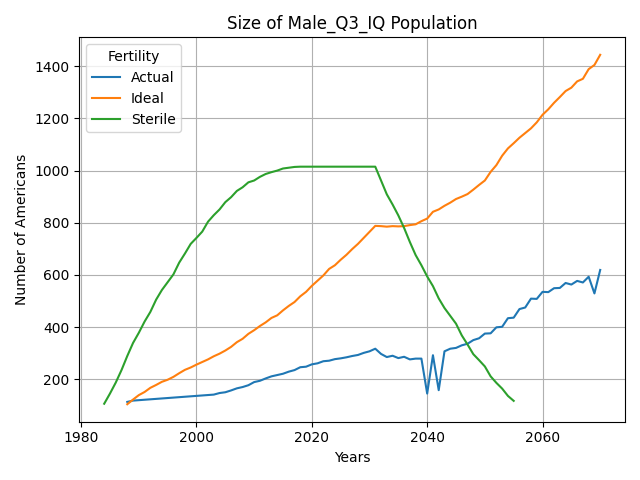 Size of Male_Q3_IQ Population
Fertility
Actual
Ideal
Sterile
Number of Americans
1400
1200
1000
800
600
400
200
1980
2000
2020
2040
2060
Years